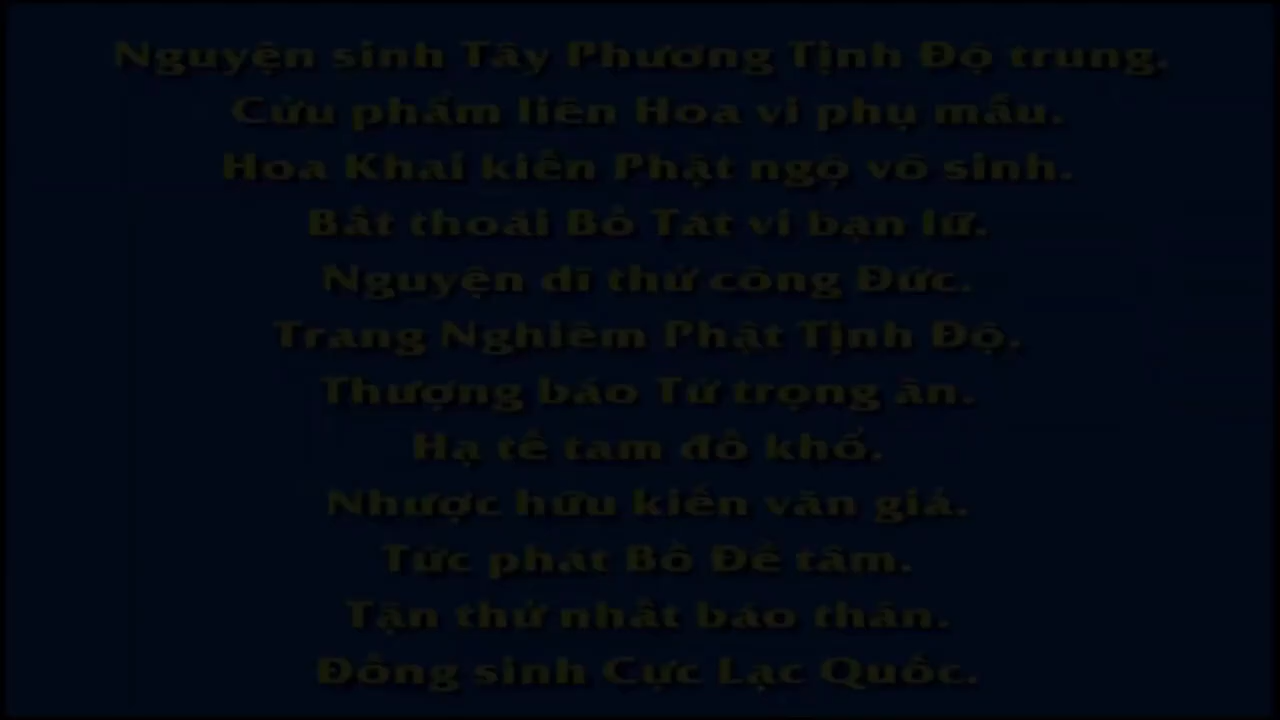 Nguyện sinh Tây Phương Tịnh Độ trung.
Cửu phẩm liên Hoa vi phụ mẫu.
Hoa Khai kiến Phật ngộ vô sinh.
Bất thoái Bồ Tát vi bạn lữ.
Nguyện dĩ thử công Đức.
Trang Nghiêm Phật Tịnh Độ.
Thượng báo Tứ trọng ân.
Hạ tế tam đồ khổ.
Nhược hữu kiến văn giả.
Tức phát Bồ Đề tâm.
Tận thử nhất báo thân.
Đồng sinh Cực Lạc Quốc.